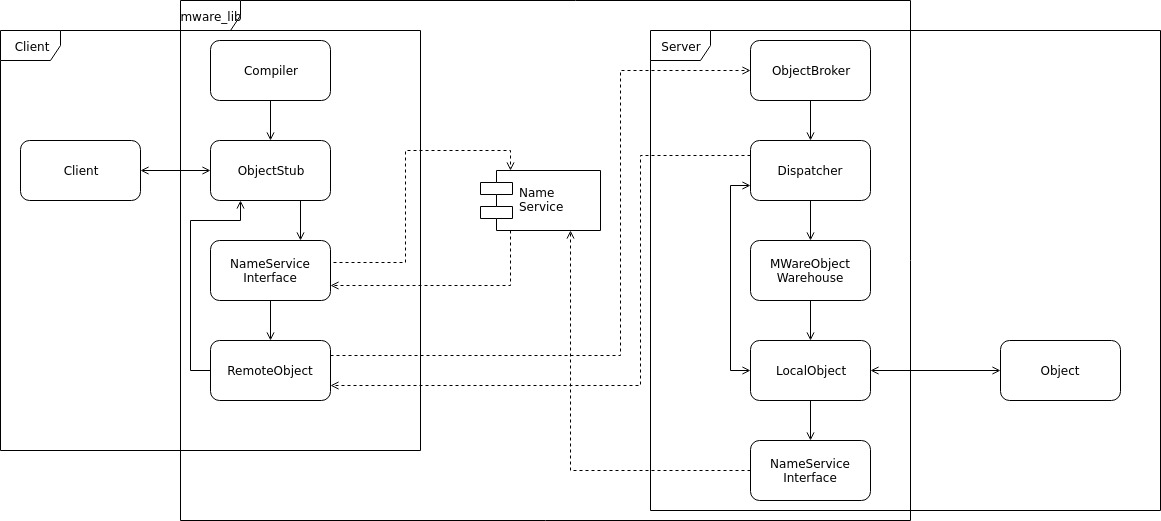 mware_lib
Client
Server
Compiler
ObjectBroker
Client
ObjectStub
Name
Service
Dispatcher
NameService
Interface
MWareObject
Warehouse
RemoteObject
LocalObject
Object
NameService
Interface